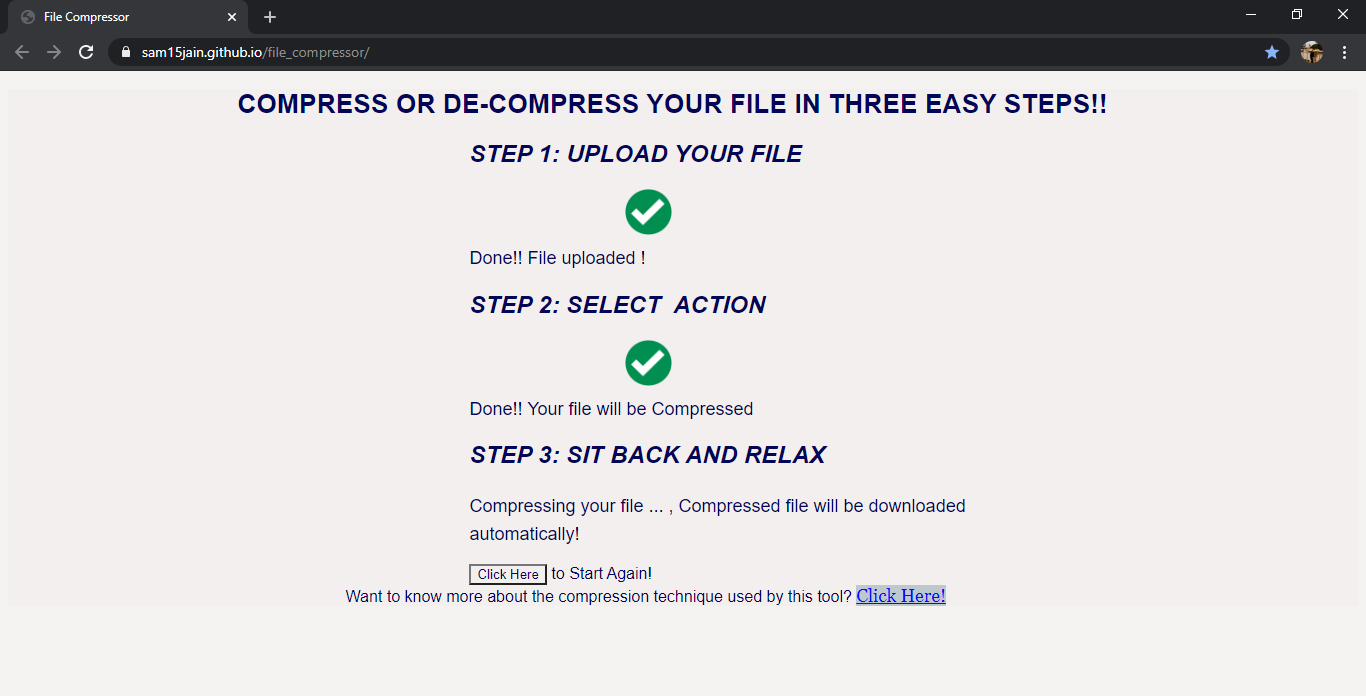 File Compressor
sam15jain.github.io/file_compressor/
COMPRESS OR DE-COMPRESS YOUR FILE IN THREE EASY STEPS!!
STEP 1: UPLOAD YOUR FILE
Done!! File uploaded !
STEP 2: SELECT  ACTION
Done!! Your file will be Compressed
STEP 3: SIT BACK AND RELAX
Compressing your file ... , Compressed file will be downloaded
automatically!
Click Here to Start Again!
Want to know more about the compression technique used by this tool? Click Here!